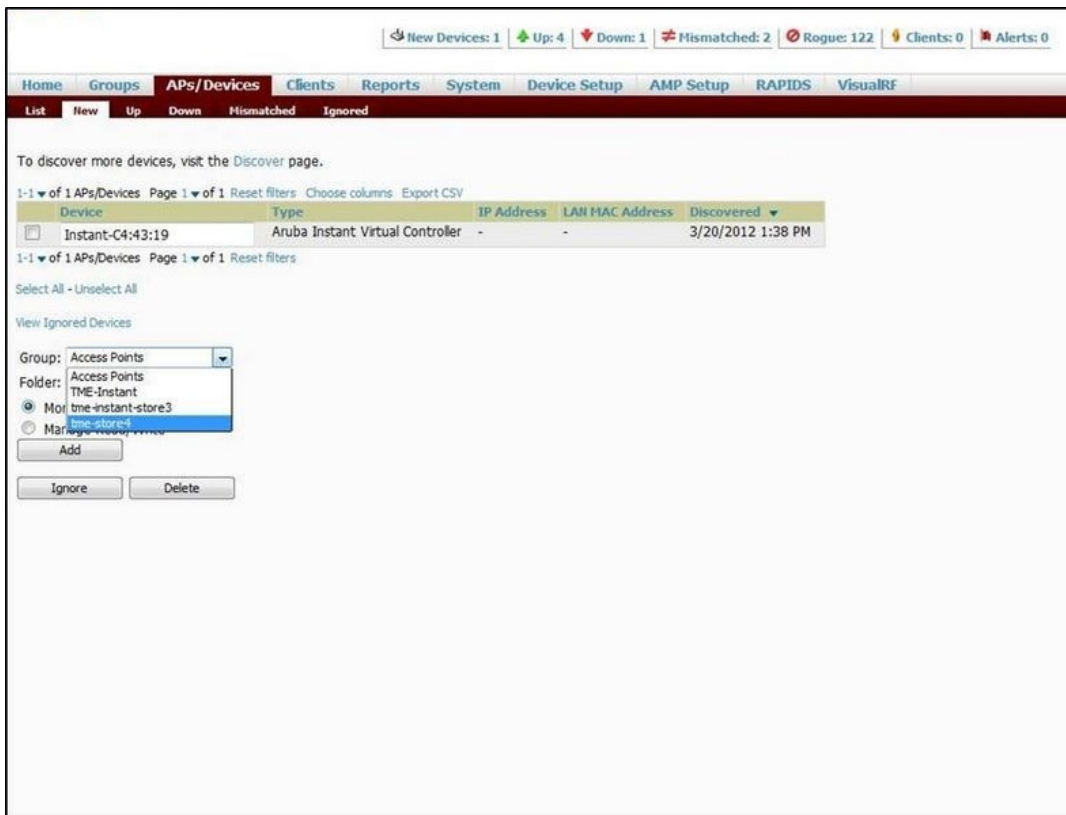 New Devices: 1 Up: 4 Down: 1 Mismatched: 2 Rogue: 122 Clients: 0 Alerts: 0
Home Groups APs/Devices Clients Reports System Device Setup AMP Setup RAPIDS VisualRF
List New Up Down Mismatched Ignored
To discover more devices, visit the Discover page.
1-1 of 1 APs/Devices Page 1 of 1 Reset filters Choose columns Export CSV
Device Type IP Address LAN MAC Address Discovered
Instant-C4:43:19 Aruba Instant Virtual Controller - - 3/20/2012 1:38 PM
1-1 of 1 APs/Devices Page 1 of 1 Reset filters
Select All - Unselect All
View Ignored Devices
Group: Access Points
Folder: Access Points
TME-Instant
Mor tme-instant-store3
tme-store4
Add
Ignore Delete